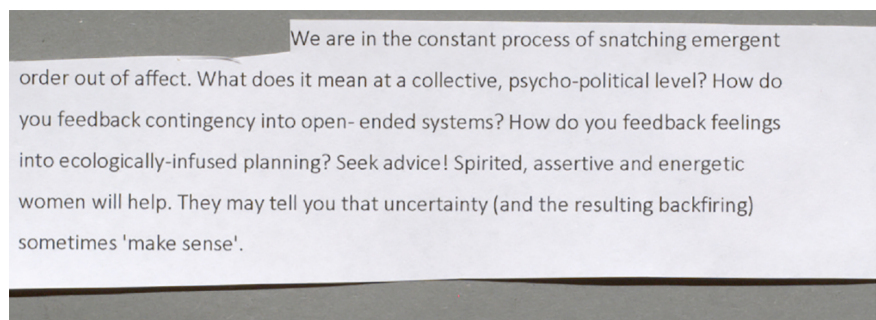 We are in the constant process of snatching emergent
order out of affect. What does it mean at a collective, psycho-political level? How do
you feedback contingency into open- ended systems? How do you feedback feelings
into ecologically-infused planning? Seek advice! Spirited, assertive and energetic
women will help. They may tell you that uncertainty (and the resulting backfiring)
sometimes 'make sense'.